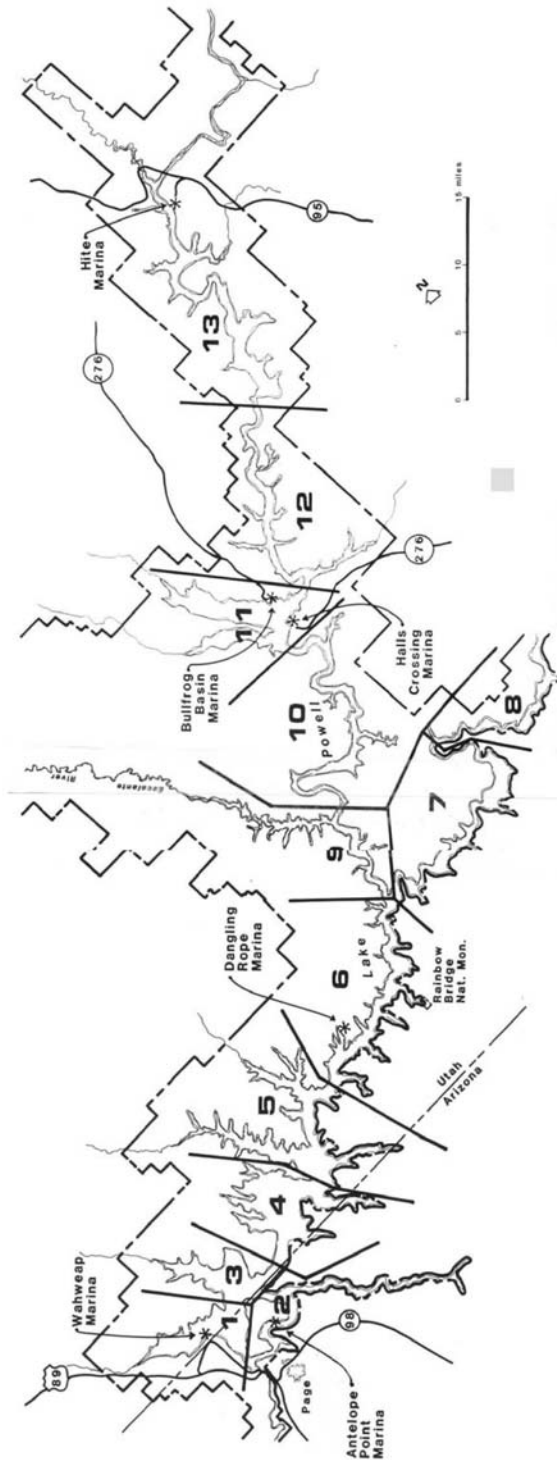 Hite
Marina
95
13
276
15 miles
10
5
0
N
12
11
Bullfrog
Basin
Marina
Halls
Crossing
Marina
276
10
Powell
8
7
Escalante
River
9
Dangling
Rope
Marina
6
Lake
Rainbow
Bridge
Nat. Mon.
5
Utah
Arizona
4
3
Wahweap
Marina
1
2
89
98
Page
Antelope
Point
Marina